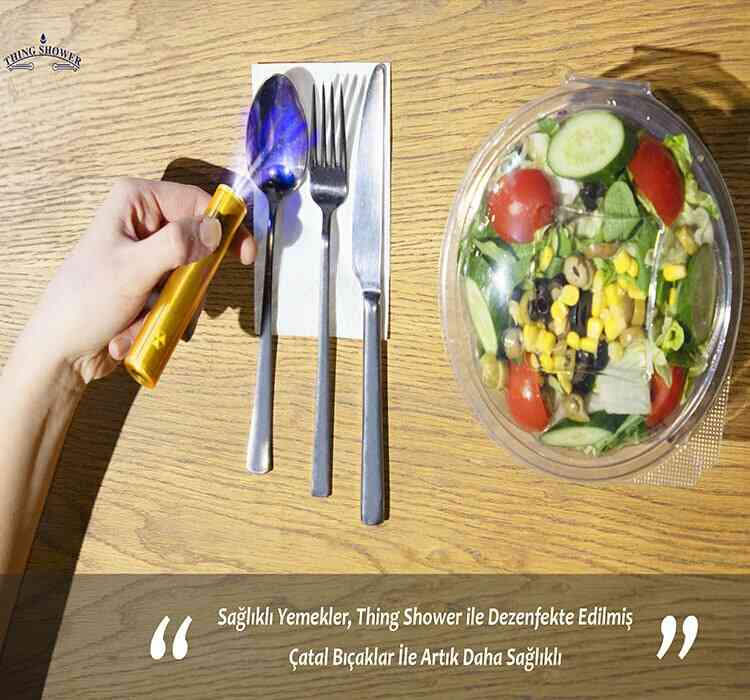 THING SHOWER
Sağlıklı Yemekler, Thing Shower ile Dezenfekte Edilmiş
Çatal Bıçaklar İle Artık Daha Sağlıklı